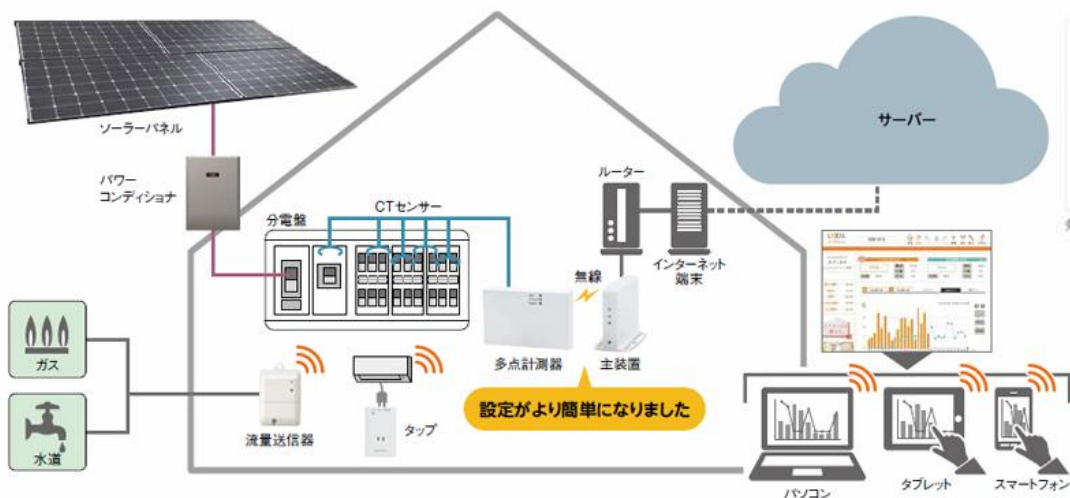 ソーラーパネル
サーバー
パワー
コンディショナ
ルーター
CTセンサー
分電盤
インターネット
端末
無線
ガス
多点計測器
主装置
設定がより簡単になりました
水道
流量送信器
タップ
パソコン
タブレット
スマートフォン